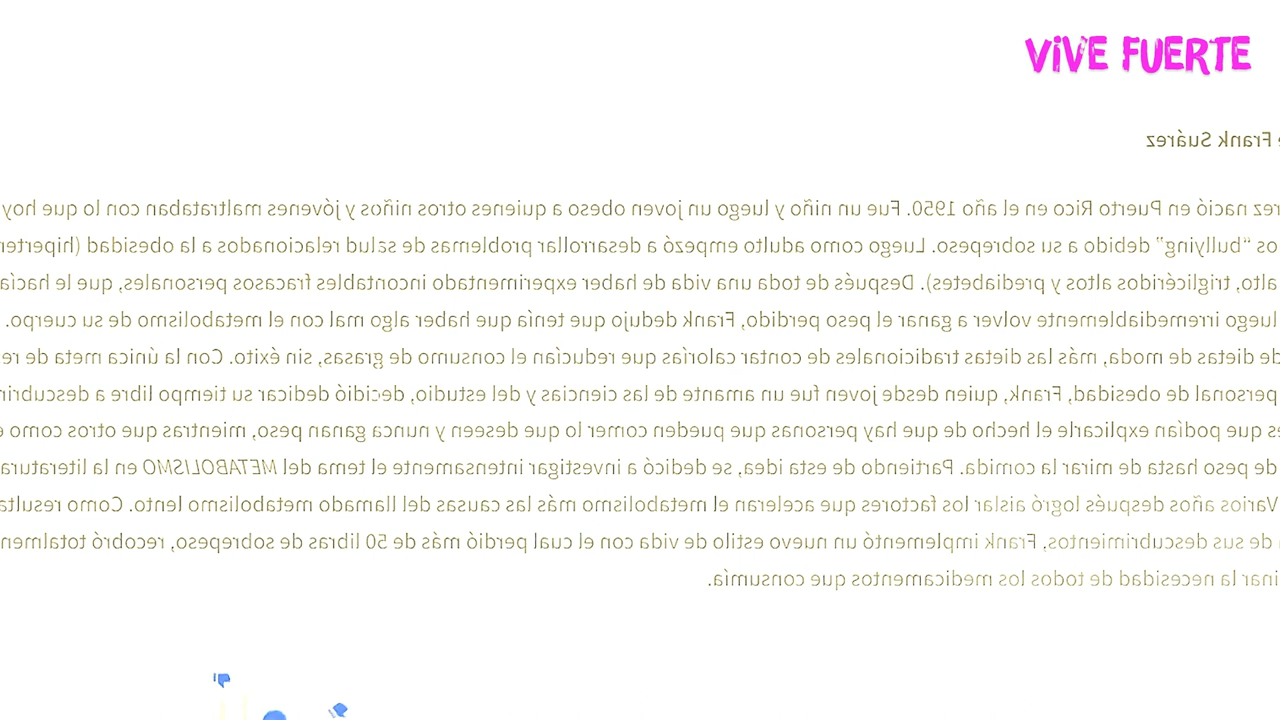 VIVE FUERTE
Frank Suárez
nació en Puerto Rico en el año 1950. Fue un niño y luego un joven obeso a quienes otros niños y jóvenes maltrataban con lo que hoy
"bullying" debido a su sobrepeso. Luego como adulto empezó a desarrollar problemas de salud relacionados a la obesidad
alto, triglicéridos altos y prediabetes). Después de toda una vida de haber experimentado incontables fracasos personales, que le hacía
luego irremediablemente volver a ganar el peso perdido, Frank dedujo que tenía que haber algo mal con el metabolismo de su cuerpo.
de dietas de moda, más las dietas tradicionales de contar calorías que reducían el consumo de grasas, sin éxito. Con la única meta de
personal de obesidad, Frank, quien desde joven fue un amante de las ciencias y del estudio, decidió dedicar su tiempo libre a
que podían explicarle el hecho de que hay personas que pueden comer lo que deseen y nunca ganan peso, mientras que otros como
de peso hasta de mirar la comida. Partiendo de esta idea, se dedicó a investigar intensamente el tema del METABOLISMO en la literatura
Varios años después logró aislar los factores que aceleran el metabolismo más las causas del llamado metabolismo lento. Como
de sus descubrimientos, Frank implementó un nuevo estilo de vida con el cual perdió más de 50 libras de sobrepeso, recobró
la necesidad de todos los medicamentos que consumía.